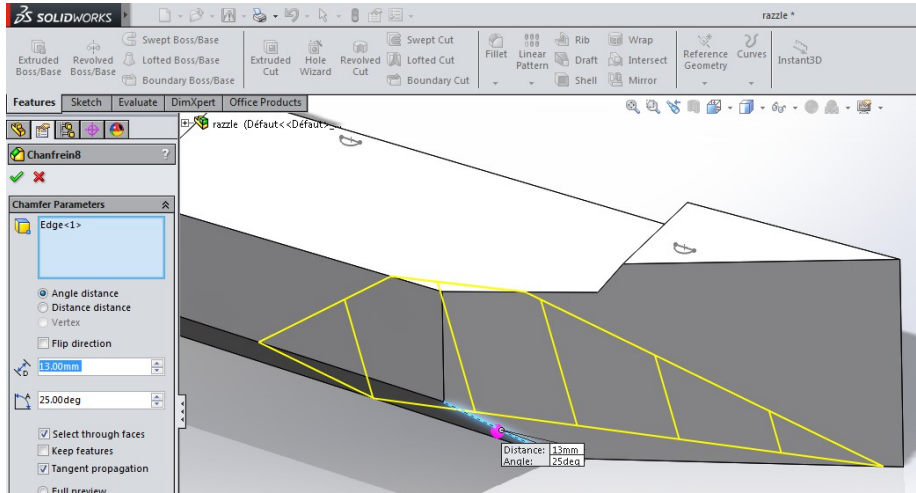 SOLIDWORKS
razzle *
Extruded Boss/Base
Revolved Boss/Base
Swept Boss/Base
Lofted Boss/Base
Boundary Boss/Base
Extruded Cut
Hole Wizard
Revolved Cut
Swept Cut
Lofted Cut
Boundary Cut
Fillet
Linear Pattern
Rib
Draft
Shell
Wrap
Intersect
Mirror
Reference Geometry
Curves
Instant3D
Features
Sketch
Evaluate
DimXpert
Office Products
razzle (Défaut<<Défaut>_...
Chanfrein8
?
Chamfer Parameters
Edge<1>
Angle distance
Distance distance
Vertex
Flip direction
13.00mm
25.00deg
Select through faces
Keep features
Tangent propagation
Full preview
Distance: 13mm
Angle: 25deg